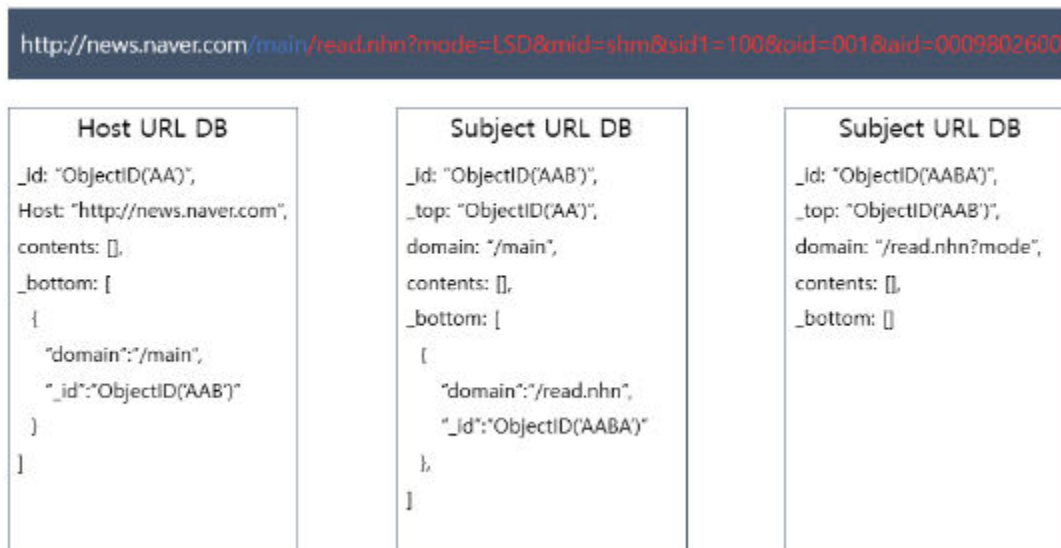 http://news.naver.com/main/read.nhn?mode=LSD&mid=shm&sid1=100&oid=001&aid=0009802600
Host URL DB
_id: "ObjectID('AA')",
Host: "http://news.naver.com",
contents: [],
_bottom: [
{
"domain":"/main",
"_id":"ObjectID('AAB')"
}
]
Subject URL DB
_id: "ObjectID('AAB')",
_top: "ObjectID('AA')",
domain: "/main",
contents: [],
_bottom: [
{
"domain":"/read.nhn",
"_id":"ObjectID('AABA')"
},
]
Subject URL DB
_id: "ObjectID('AABA')",
_top: "ObjectID('AAB')",
domain: "/read.nhn?mode",
contents: [],
_bottom: []